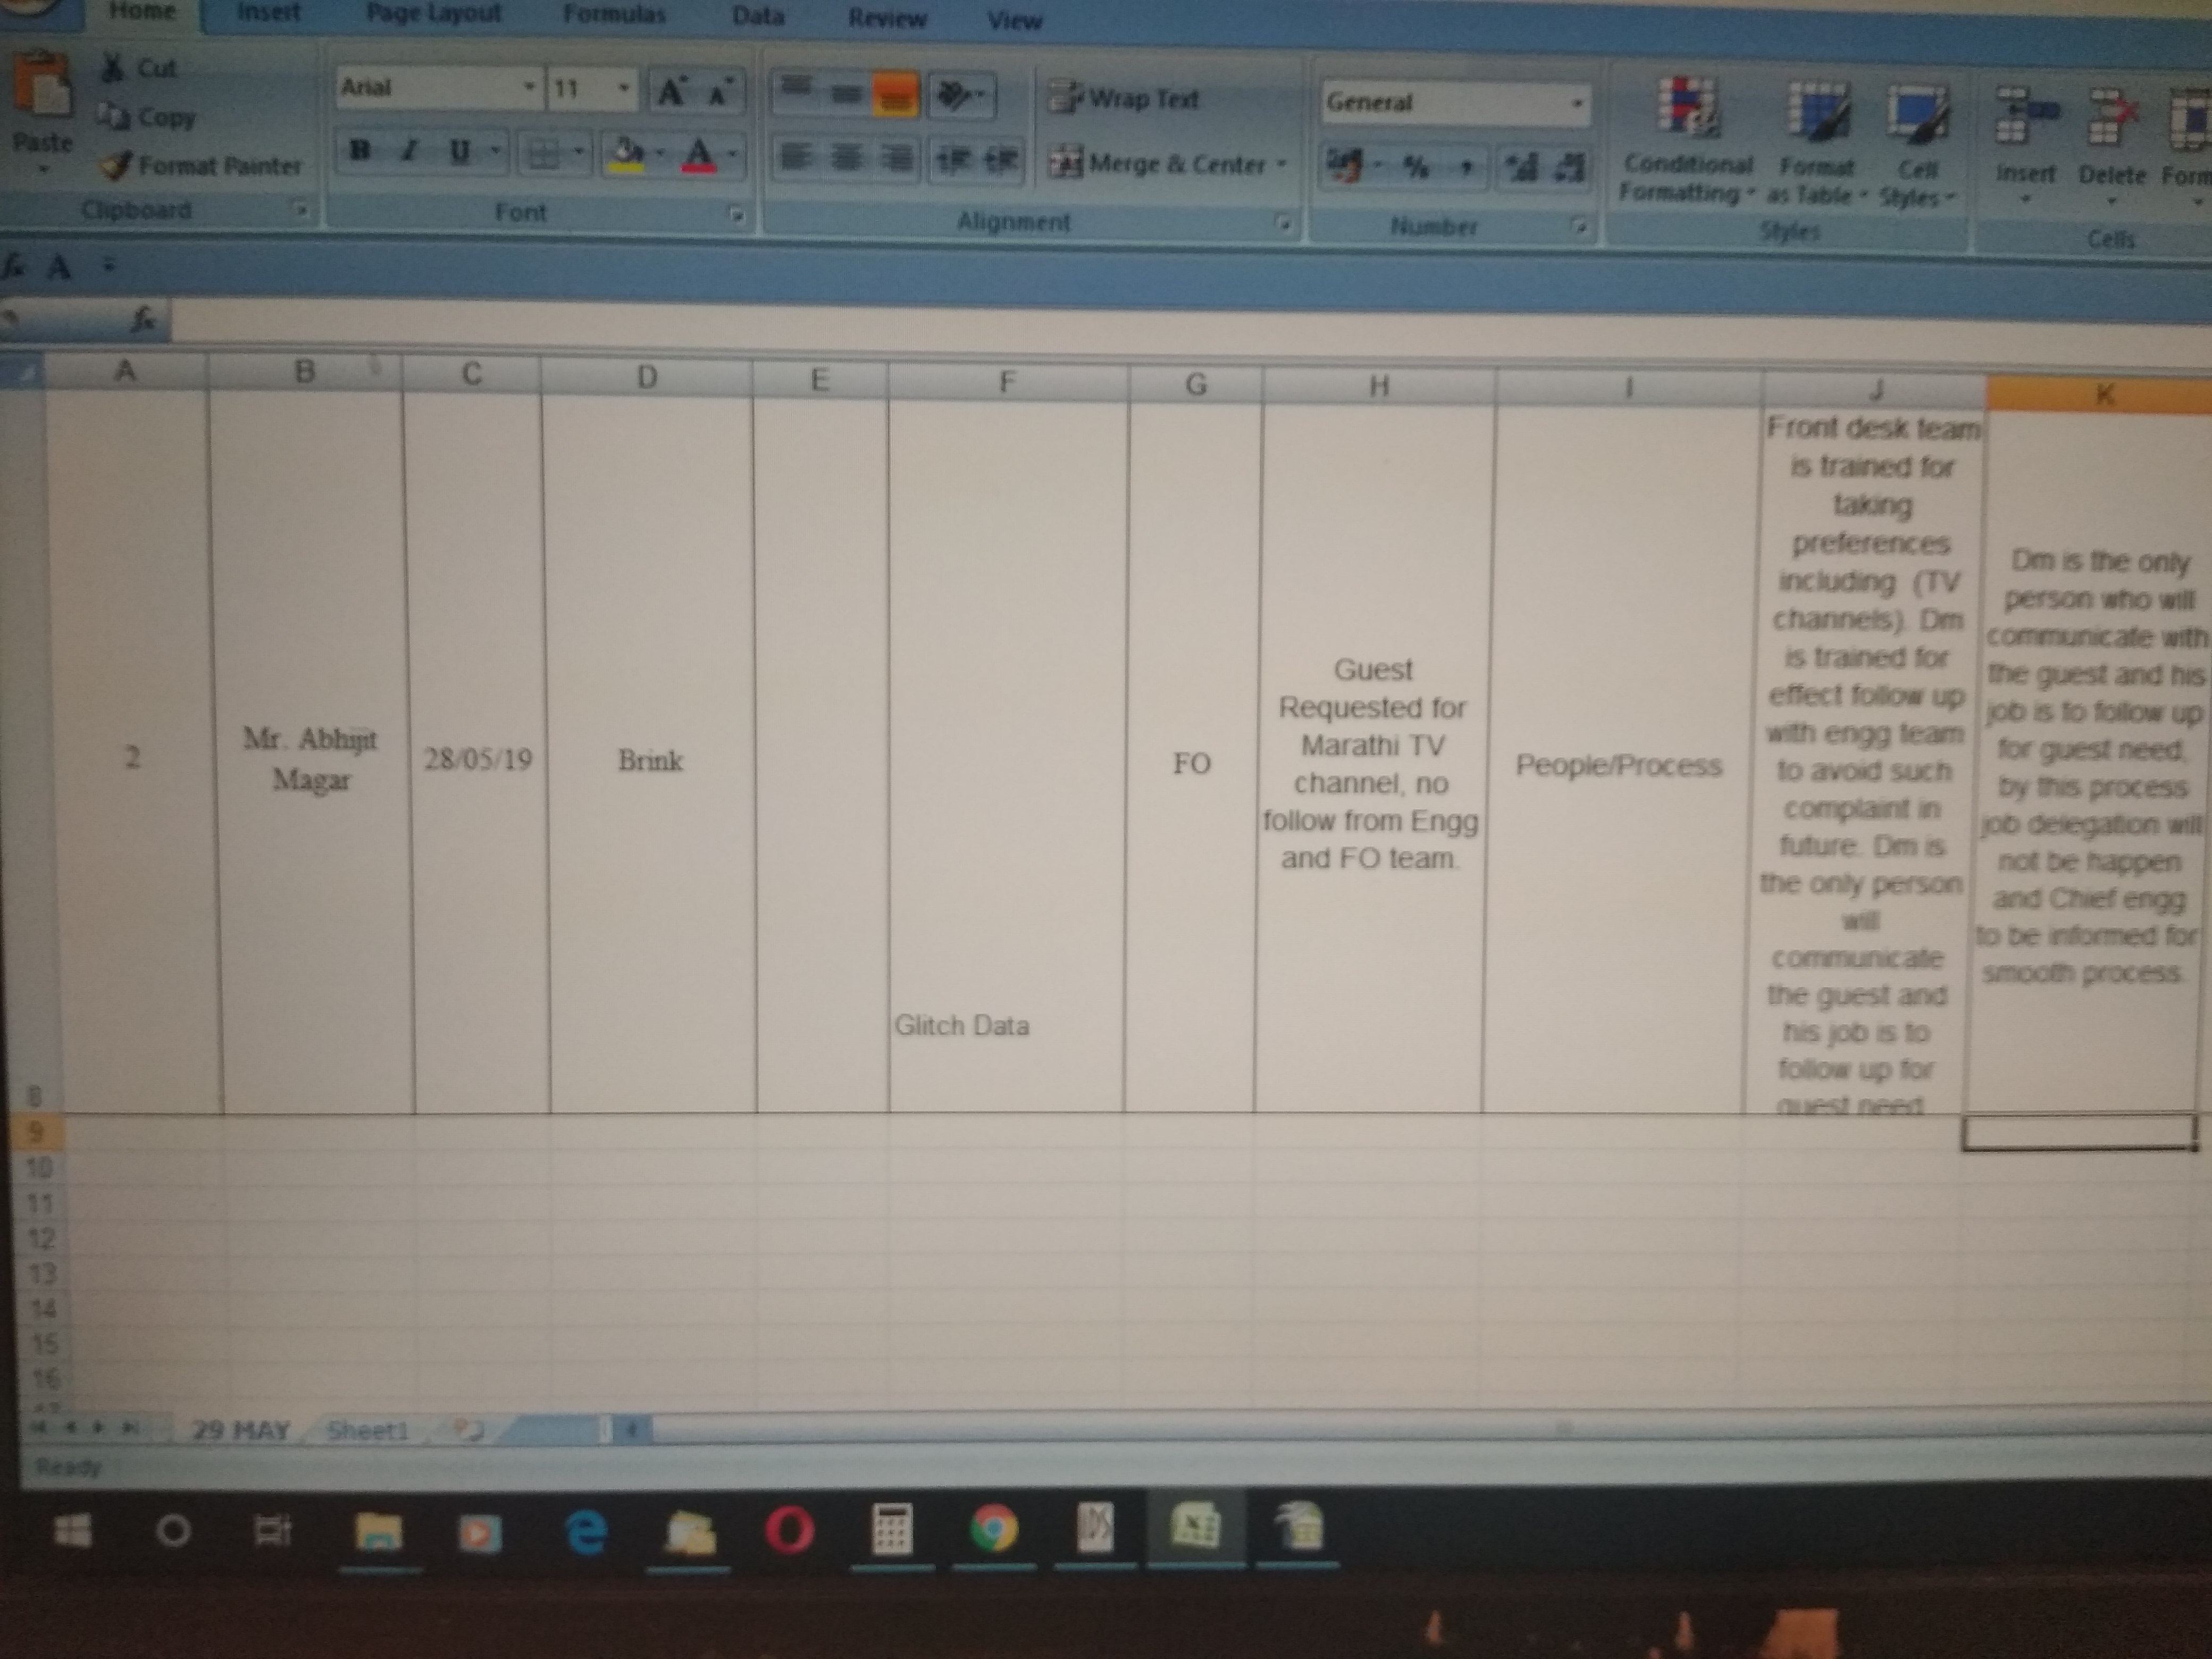 Home Insert Page Layout Formulas Data Review View
Cut
Copy
Format Painter
Paste
Clipboard
Arial 11 A A
B I U A
Font
Wrap Text
Merge & Center
Alignment
General
% ,
Number
Conditional Formatting
Format as Table
Cell Styles
Styles
Insert Delete Form
Cells
fx A
fx
A B C D E F G H I J K
8
2
Mr. Abhijit
Magar
28/05/19
Brink
Glitch Data
FO
Guest
Requested for
Marathi TV
channel, no
follow from Engg
and FO team.
People/Process
Front desk team
is trained for
taking
preferences
including (TV
channels). Dm
is trained for
effect follow up
with engg team
to avoid such
complaint in
future. Dm is
the only person
will
communicate
the guest and
his job is to
follow up for
guest need
Dm is the only
person who will
communicate with
the guest and his
job is to follow up
for guest need,
by this process
job delegation will
not be happen
and Chief engg
to be informed for
smooth process.
9
10
11
12
13
14
15
16
29 MAY Sheet1
Ready
IDS